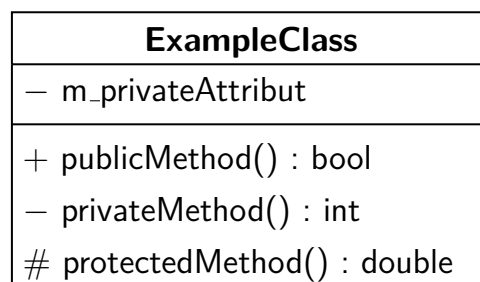 ExampleClass
− m_privateAttribut
+ publicMethod() : bool
− privateMethod() : int
# protectedMethod() : double